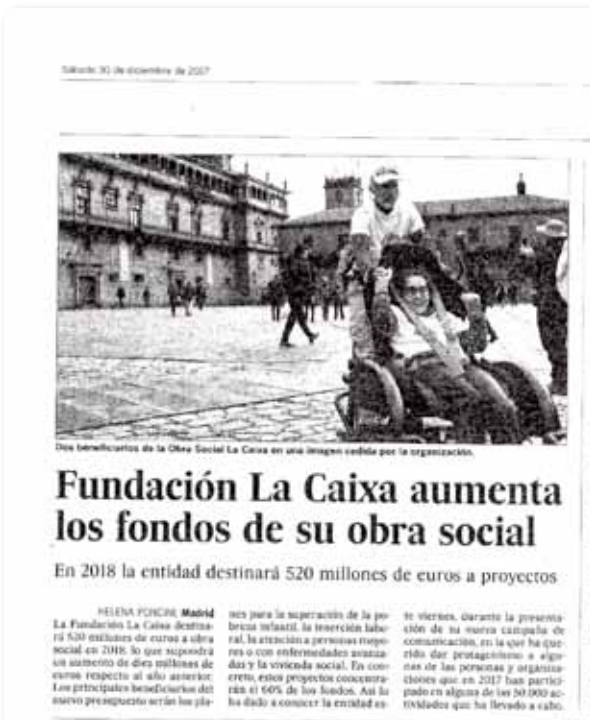 Sábado 30 de diciembre de 2017
Dos beneficiarios de la Obra Social La Caixa en una imagen cedida por la organización.
Fundación La Caixa aumenta
los fondos de su obra social
En 2018 la entidad destinará 520 millones de euros a proyectos
HELENA PONCINI, Madrid
La Fundación La Caixa destina-
rá 520 millones de euros a obra
social en 2018, lo que supondrá
un aumento de diez millones de
euros respecto al año anterior.
Los principales beneficiarios del
nuevo presupuesto serán los pla-
nes para la superación de la po-
breza infantil, la inserción labo-
ral, la atención a personas mayo-
res o con enfermedades avanza-
das y la vivienda social. En con-
creto, estos proyectos concentra-
rán el 60% de los fondos. Así lo
ha dado a conocer la entidad es-
te viernes, durante la presenta-
ción de su nueva campaña de
comunicación, en la que ha que-
rido dar protagonismo a algu-
nas de las personas y organiza-
ciones que en 2017 han partici-
pado en alguna de las 50.000 ac-
tividades que ha llevado a cabo.